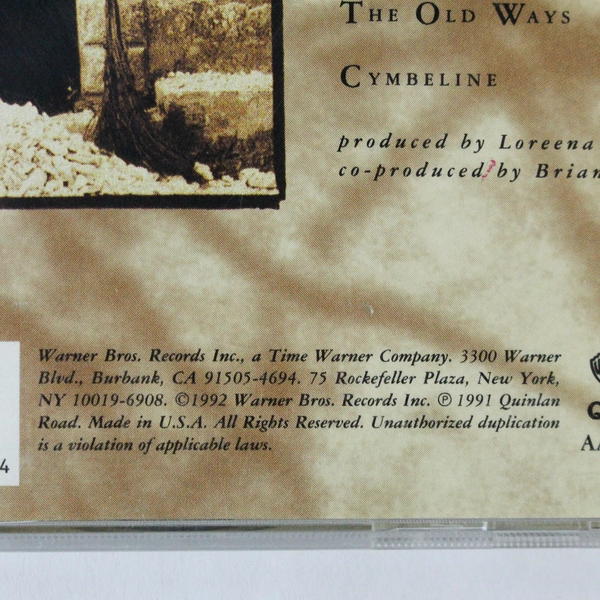 The Old Ways
Cymbeline
produced by Loreena
co-produced by Brian
Warner Bros. Records Inc., a Time Warner Company. 3300 Warner
Blvd., Burbank, CA 91505-4694. 75 Rockefeller Plaza, New York,
NY 10019-6908. ©1992 Warner Bros. Records Inc. ℗ 1991 Quinlan
Road. Made in U.S.A. All Rights Reserved. Unauthorized duplication
is a violation of applicable laws.
4